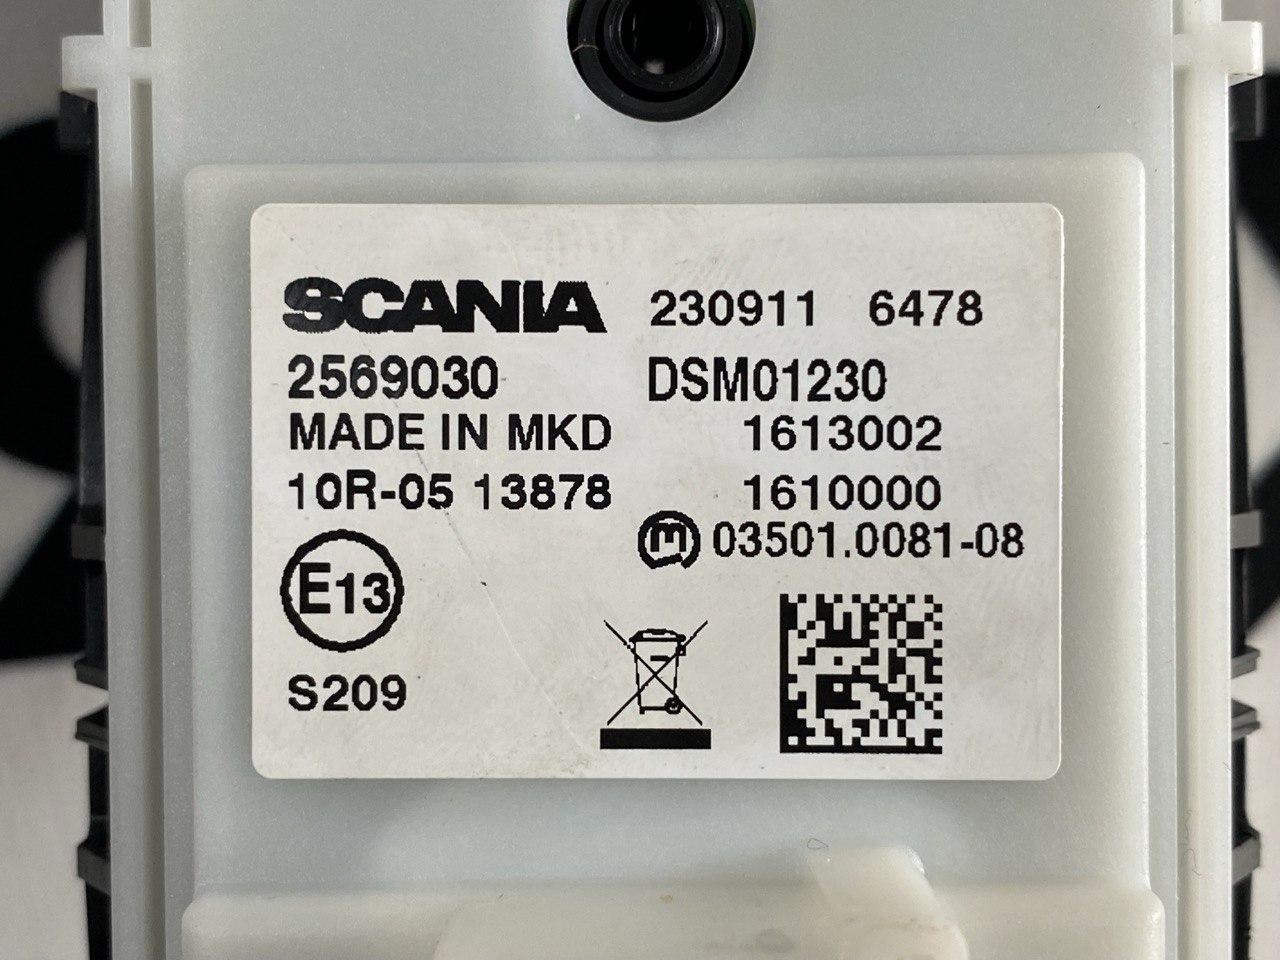 SCANIA 230911 6478
2569030 DSM01230
MADE IN MKD 1613002
10R-05 13878 1610000
m 03501.0081-08
E13
S209